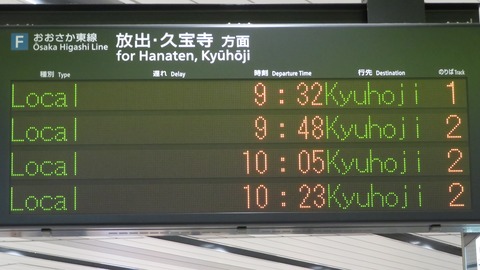 F おおさか東線 放出・久宝寺 方面
Ōsaka Higashi Line for Hanaten, Kyūhōji
種別 Type 遅れ Delay 時刻 Departure Time 行先 Destination のりば Track
Local 9:32 Kyuhoji 1
Local 9:48 Kyuhoji 2
Local 10:05 Kyuhoji 2
Local 10:23 Kyuhoji 2